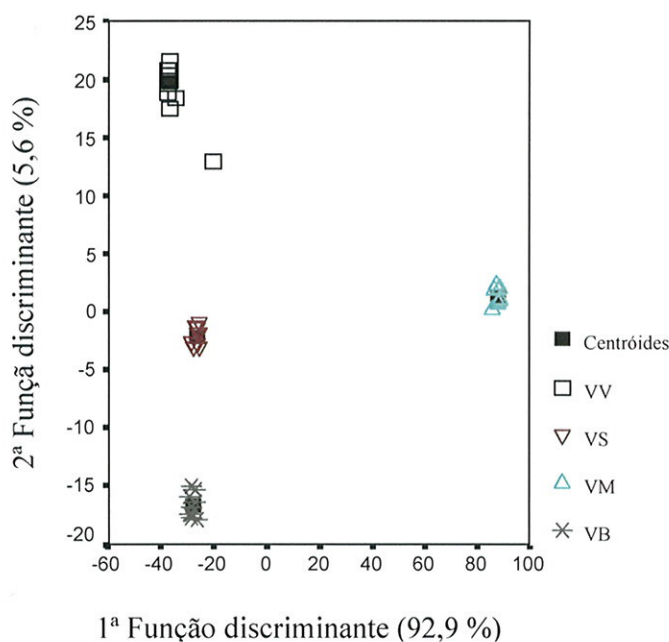 25
20
15
10
5
0
-5
-10
-15
-20
-60 -40 -20 0 20 40 60 80 100
2ª Funçã discriminante (5,6 %)
1ª Função discriminante (92,9 %)
Centróides
VV
VS
VM
VB